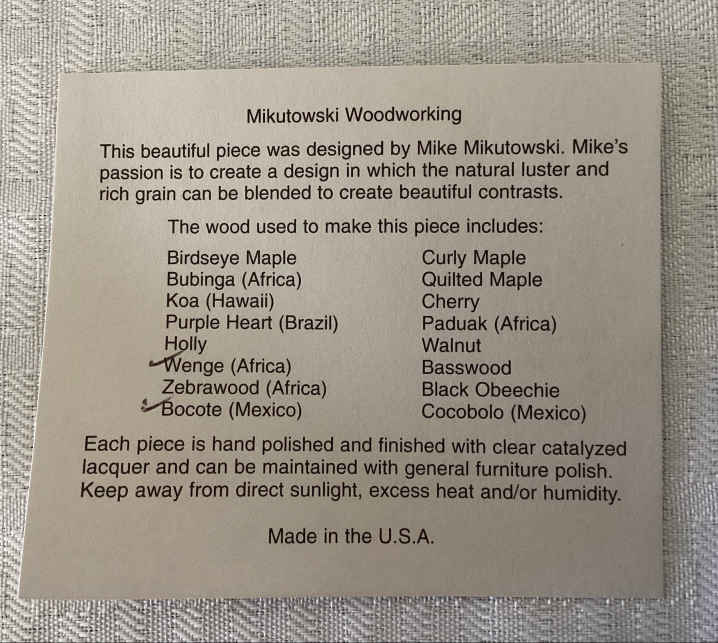 Mikutowski Woodworking
This beautiful piece was designed by Mike Mikutowski. Mike's
passion is to create a design in which the natural luster and
rich grain can be blended to create beautiful contrasts.
The wood used to make this piece includes:
Birdseye Maple
Bubinga (Africa)
Koa (Hawaii)
Purple Heart (Brazil)
Holly
Wenge (Africa)
Zebrawood (Africa)
Bocote (Mexico)
Curly Maple
Quilted Maple
Cherry
Paduak (Africa)
Walnut
Basswood
Black Obeechie
Cocobolo (Mexico)
Each piece is hand polished and finished with clear catalyzed
lacquer and can be maintained with general furniture polish.
Keep away from direct sunlight, excess heat and/or humidity.
Made in the U.S.A.